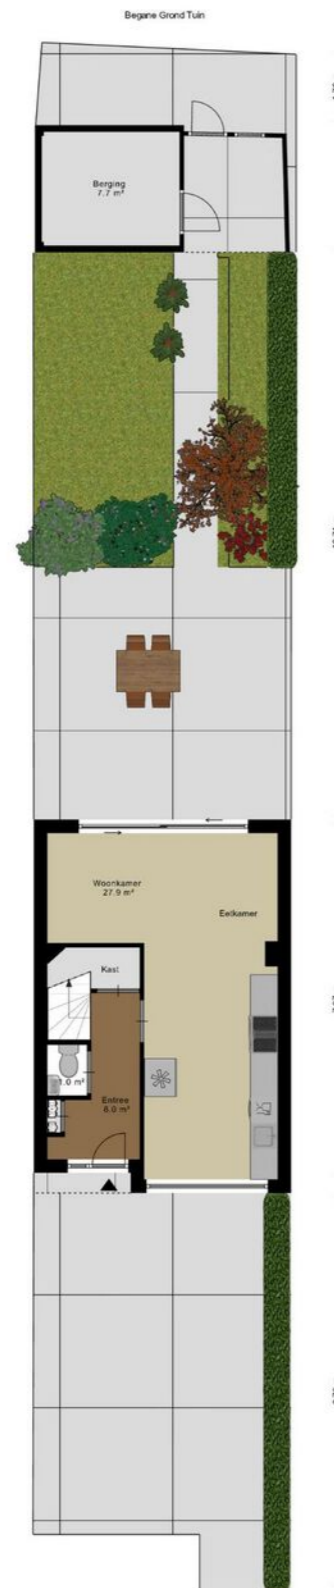 Begane Grond Tuin
Berging
7.7 m²
Woonkamer
27.9 m²
Eetkamer
Kast
1.0 m²
Entree
6.0 m²